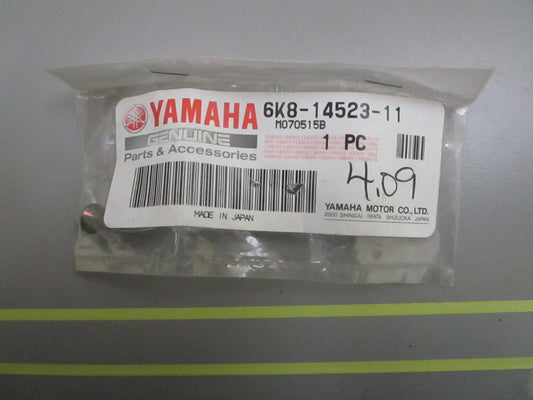 YAMAHA 6K8-14523-11
M070515B
GENUINE 1 PC
Parts & Accessories
4.09
MADE IN JAPAN
YAMAHA MOTOR CO., LTD.
2500 SHINGAI IWATA SHIZUOKA JAPAN